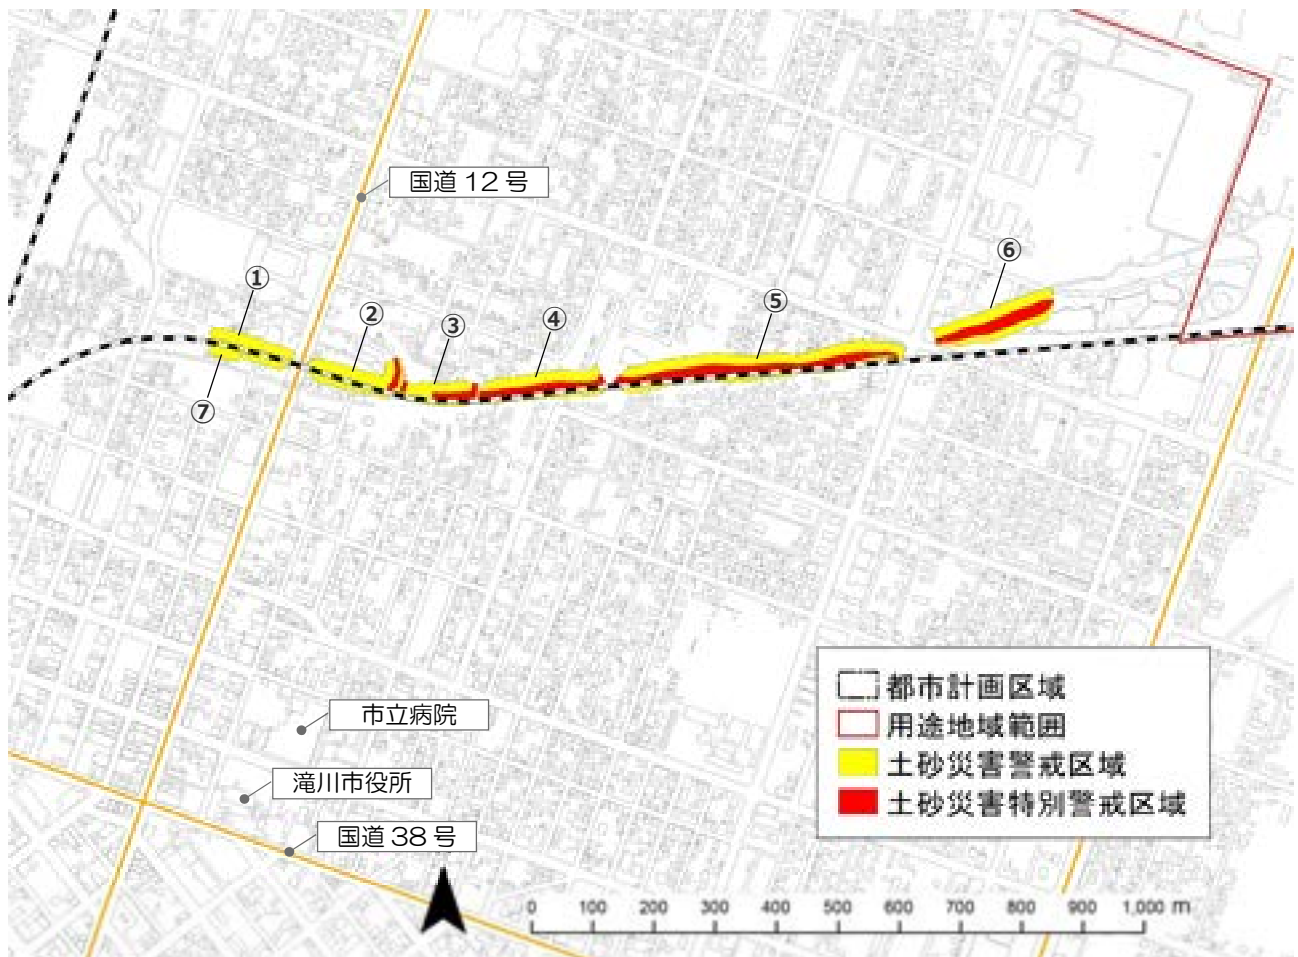 国道 12 号
①
②
③
④
⑤
⑥
⑦
市立病院
滝川市役所
国道 38 号
都市計画区域
用途地域範囲
土砂災害警戒区域
土砂災害特別警戒区域
0 100 200 300 400 500 600 700 800 900 1,000 m